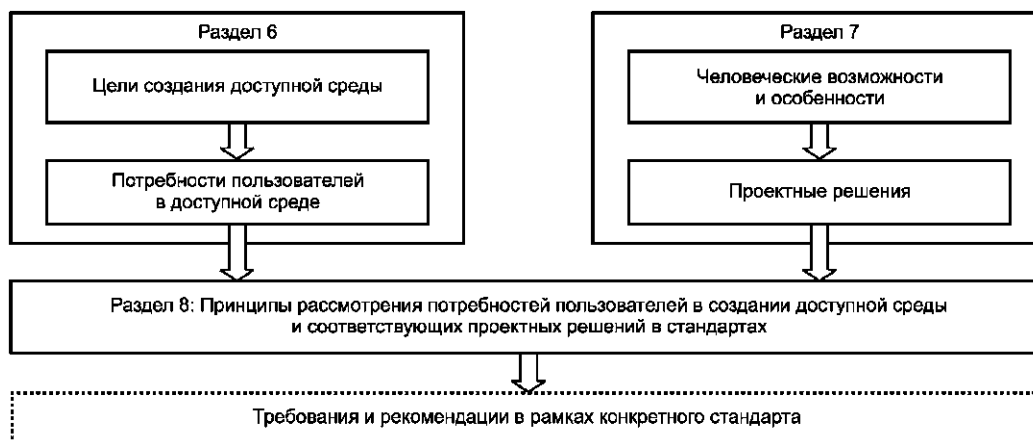 Раздел 6
Цели создания доступной среды
Потребности пользователей
в доступной среде
Раздел 7
Человеческие возможности
и особенности
Проектные решения
Раздел 8: Принципы рассмотрения потребностей пользователей в создании доступной среды
и соответствующих проектных решений в стандартах
Требования и рекомендации в рамках конкретного стандарта